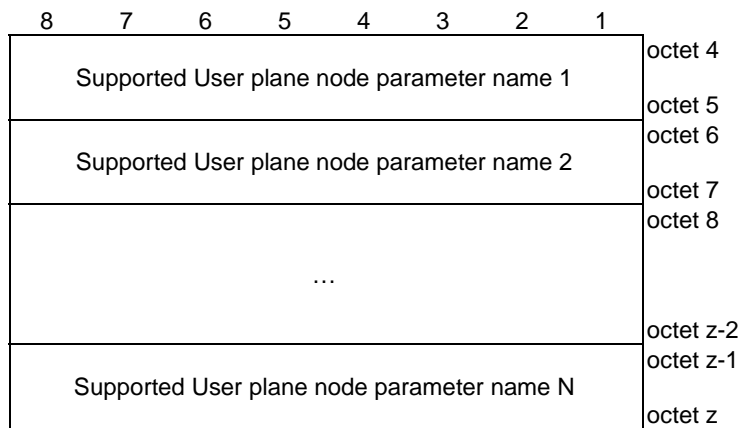 8 7 6 5 4 3 2 1
octet 4
Supported User plane node parameter name 1
octet 5
octet 6
Supported User plane node parameter name 2
octet 7
octet 8
…
octet z-2
octet z-1
Supported User plane node parameter name N
octet z